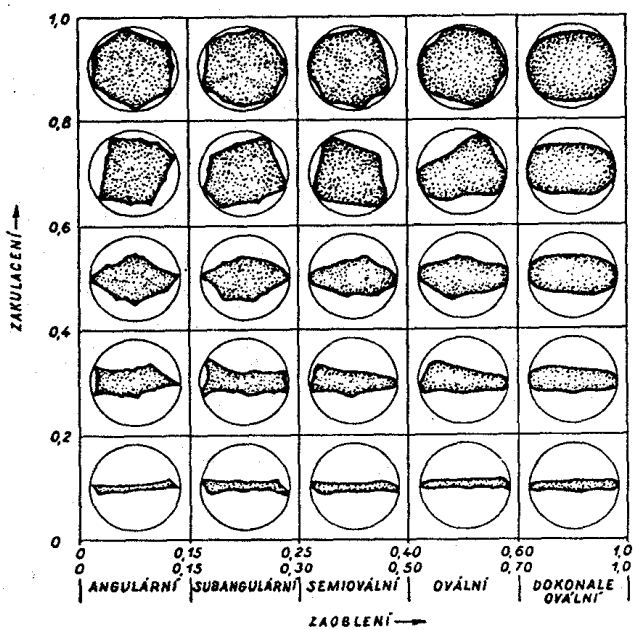 1,0
0,8
0,6
0,4
0,2
0
ZAKULACENÍ →
0 0,15 0,25 0,40 0,60 1,0
0 0,15 0,30 0,50 0,70 1,0
ANGULÁRNÍ SUBANGULÁRNÍ SEMIOVÁLNÍ OVÁLNÍ DOKONALE
OVÁLNÍ
ZAOBLENÍ →